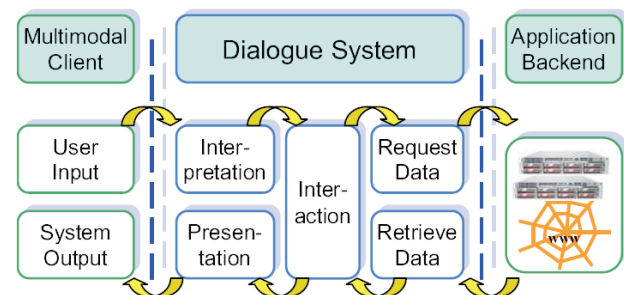 Multimodal
Client
Dialogue System
Application
Backend
User
Input
Inter-
pretation
Inter-
action
Request
Data
System
Output
Presen-
tation
Retrieve
Data
www